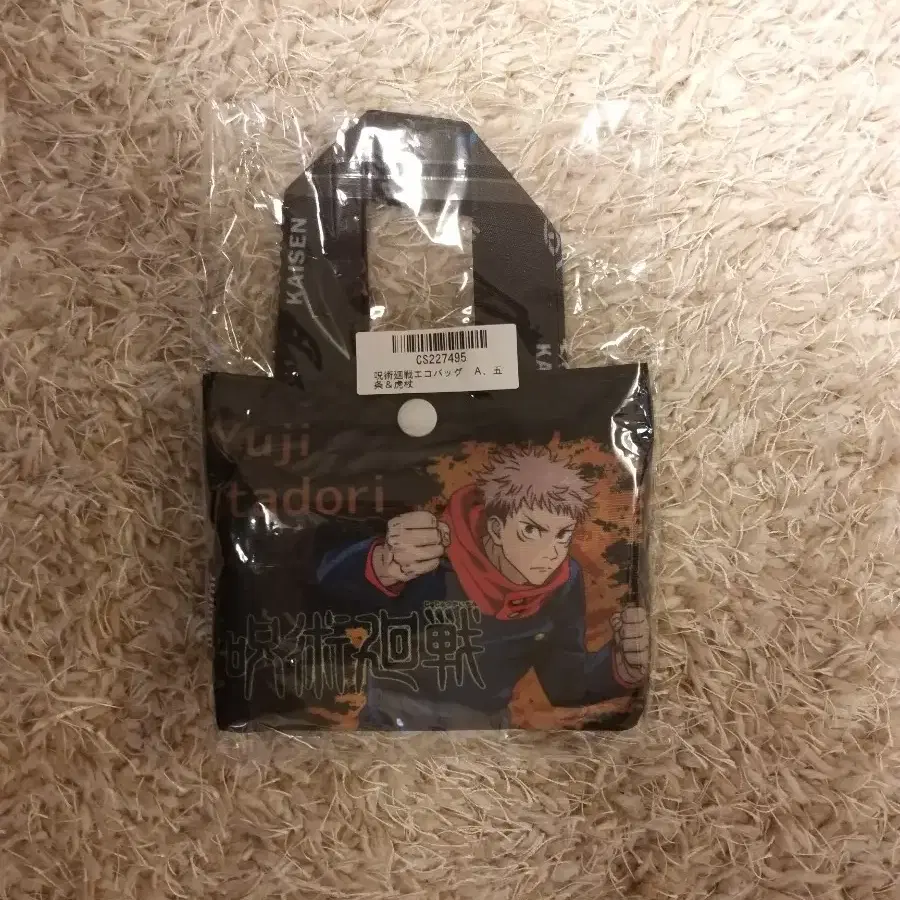 KAISEN
KA
CS227495
呪術廻戦エコバッグ　A、五
条＆虎杖
Yuji
Itadori
呪術廻戦